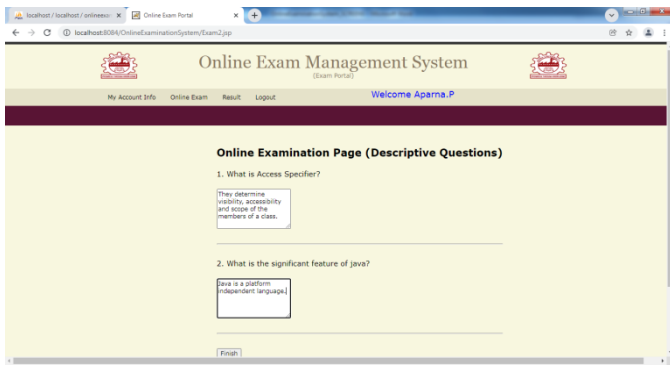 localhost / localhost / onlineexa
Online Exam Portal
localhost:8084/OnlineExaminationSystem/Exam2.jsp
Online Exam Management System
(Exam Portal)
My Account Info Online Exam Result Logout
Welcome Aparna.P
Online Examination Page (Descriptive Questions)
1. What is Access Specifier?
They determine
visibility, accessibility
and scope of the
members of a class.
2. What is the significant feature of java?
Java is a platform
independent language.
Finish